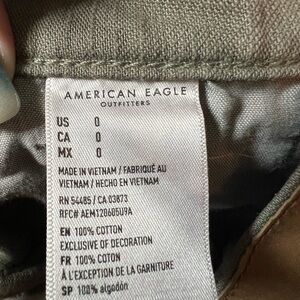 AMERICAN EAGLE
OUTFITTERS
US 0
CA 0
MX 0
MADE IN VIETNAM / FABRIQUÉ AU
VIETNAM / HECHO EN VIETNAM
RN 54485 / CA 03873
RFC# AEM120605U9A
EN 100% COTTON
EXCLUSIVE OF DECORATION
FR 100% COTON
À L'EXCEPTION DE LA GARNITURE
SP 100% algodón